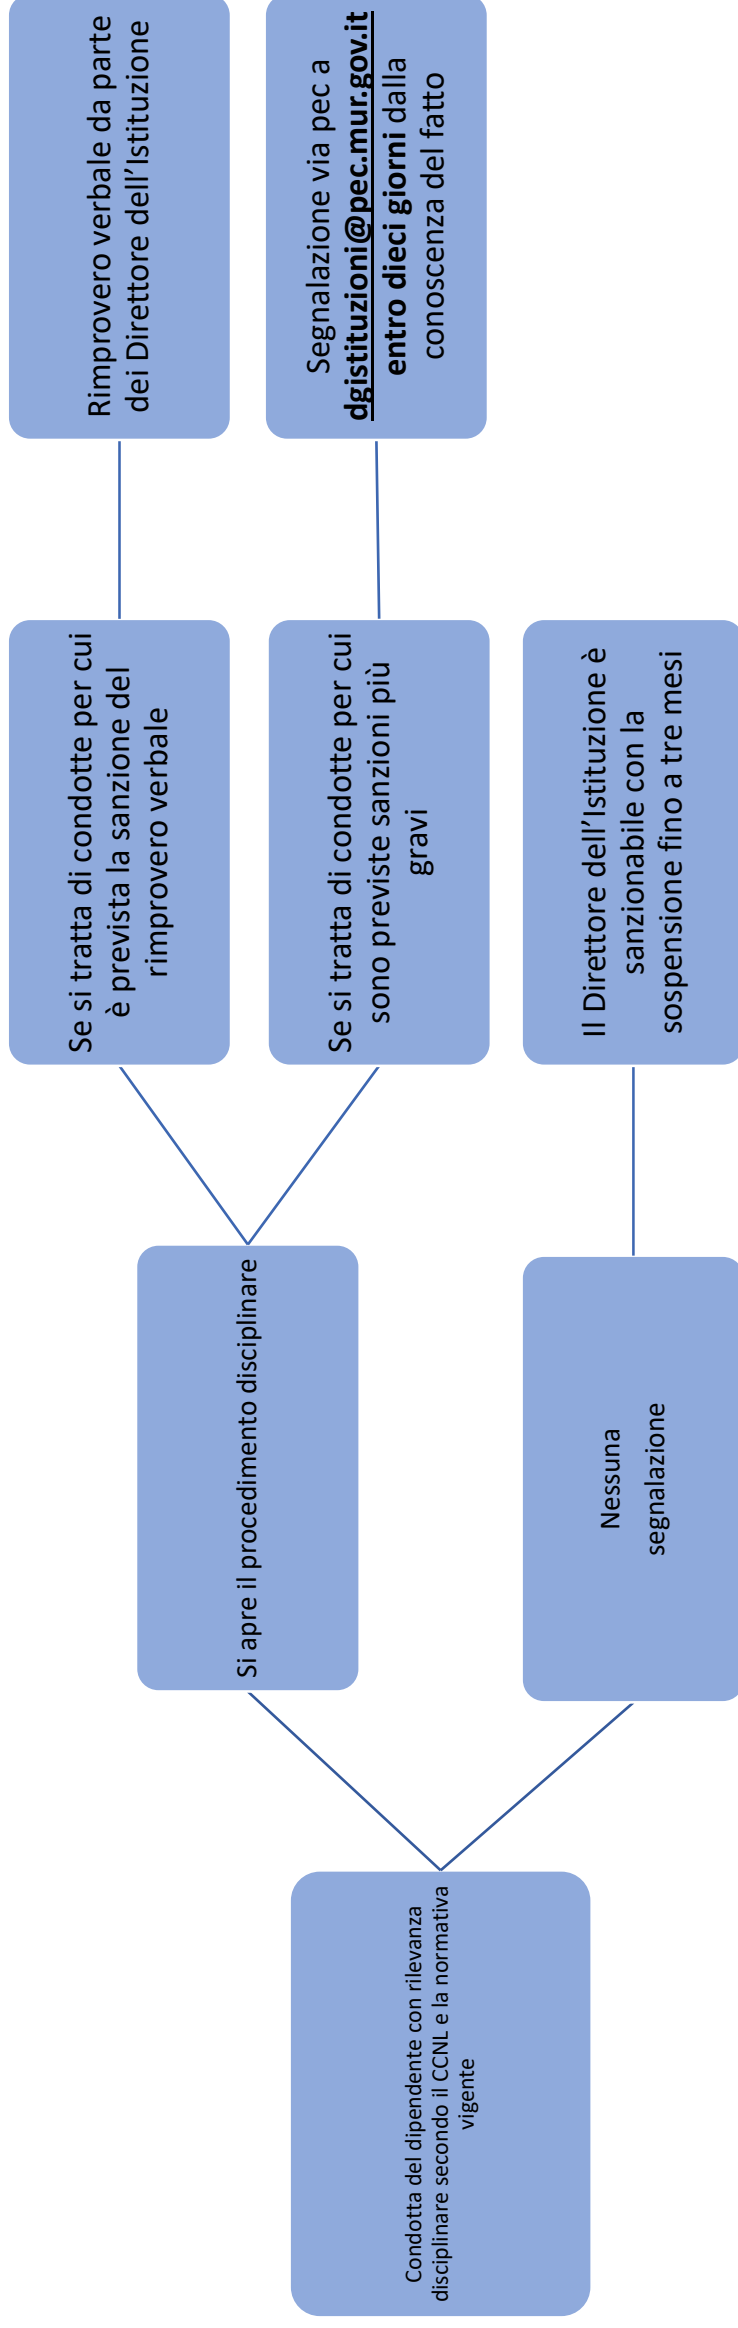 Condotta del dipendente con rilevanza
disciplinare secondo il CCNL e la normativa
vigente
Si apre il procedimento disciplinare
Se si tratta di condotte per cui
è prevista la sanzione del
rimprovero verbale
Rimprovero verbale da parte
dei Direttore dell’Istituzione
Se si tratta di condotte per cui
sono previste sanzioni più
gravi
Segnalazione via pec a
dgistituzioni@pec.mur.gov.it
entro dieci giorni dalla
conoscenza del fatto
Nessuna
segnalazione
Il Direttore dell’Istituzione è
sanzionabile con la
sospensione fino a tre mesi